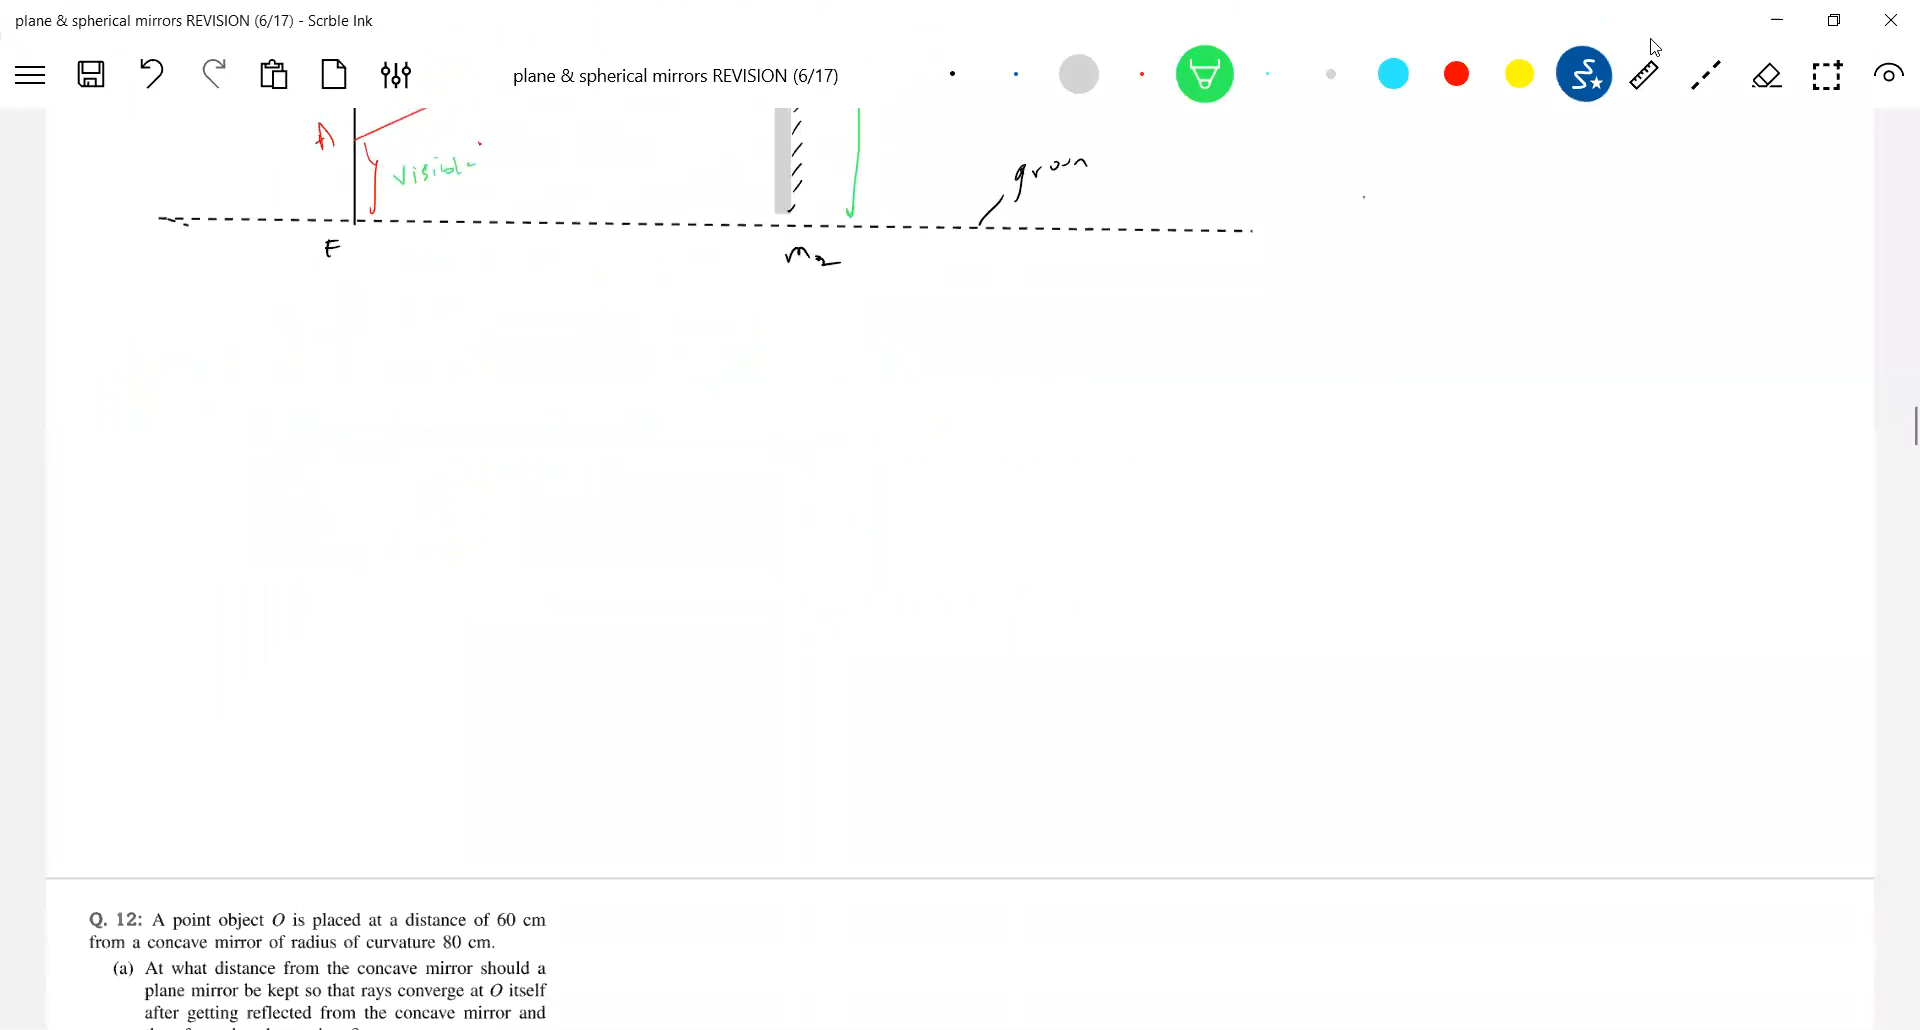 plane & spherical mirrors REVISION (6/17) - Scrble Ink
plane & spherical mirrors REVISION (6/17)
A
Visible
groun
F
M2
Q. 12: A point object O is placed at a distance of 60 cm
from a concave mirror of radius of curvature 80 cm.
(a) At what distance from the concave mirror should a
plane mirror be kept so that rays converge at O itself
after getting reflected from the concave mirror and